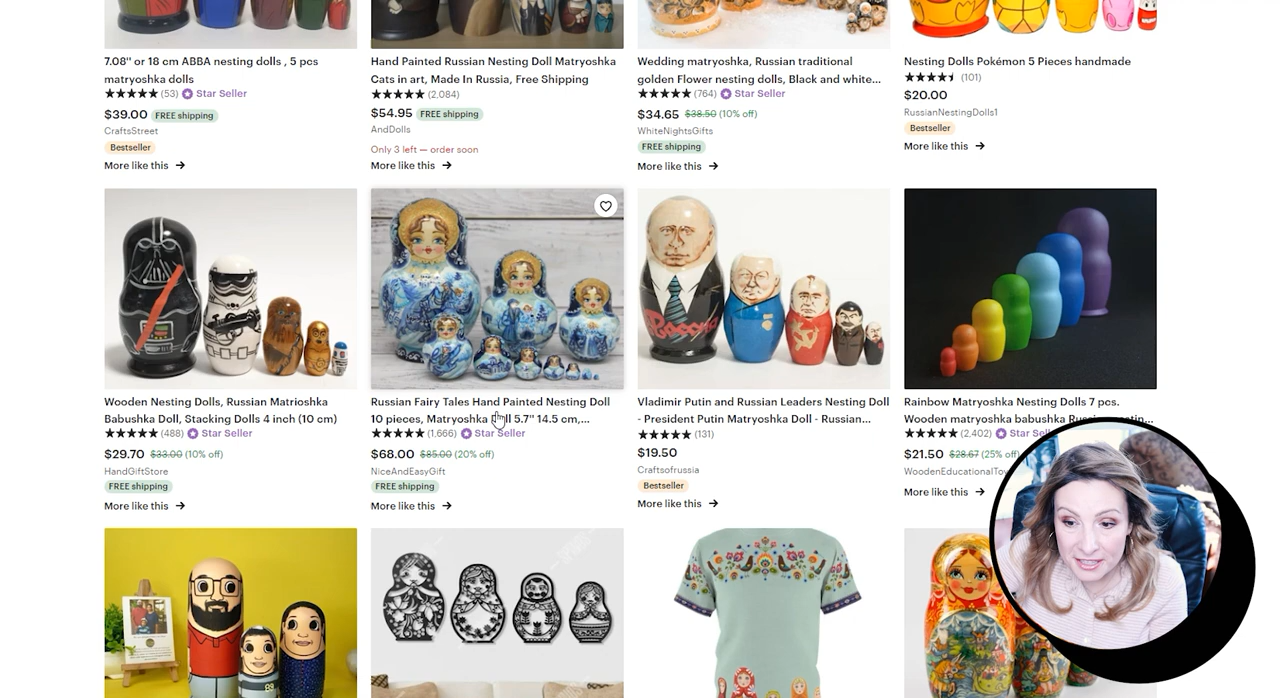 7.08'' or 18 cm ABBA nesting dolls , 5 pcs
matryoshka dolls
(53) Star Seller
$39.00 FREE shipping
CraftsStreet
Bestseller
More like this →
Hand Painted Russian Nesting Doll Matryoshka
Cats in art, Made In Russia, Free Shipping
(2,084)
$54.95 FREE shipping
AndDolls
Only 3 left — order soon
More like this →
Wedding matryoshka, Russian traditional
golden Flower nesting dolls, Black and white...
(764) Star Seller
$34.65 $38.50 (10% off)
WhiteNightsGifts
FREE shipping
More like this →
Nesting Dolls Pokémon 5 Pieces handmade
(101)
$20.00
RussianNestingDolls1
Bestseller
More like this →
Wooden Nesting Dolls, Russian Matrioshka
Babushka Doll, Stacking Dolls 4 inch (10 cm)
(488) Star Seller
$29.70 $33.00 (10% off)
HandGiftStore
FREE shipping
More like this →
Russian Fairy Tales Hand Painted Nesting Doll
10 pieces, Matryoshka 5.7'' 14.5 cm,...
(1,666) Star Seller
$68.00 $85.00 (20% off)
NiceAndEasyGift
FREE shipping
More like this →
Россия
Vladimir Putin and Russian Leaders Nesting Doll
- President Putin Matryoshka Doll - Russian...
(131)
$19.50
Craftsofrussia
Bestseller
More like this →
Rainbow Matryoshka Nesting Dolls 7 pcs.
Wooden matryoshka babushka
(2,402) Star
$21.50 $28.67 (25% off)
More like this →